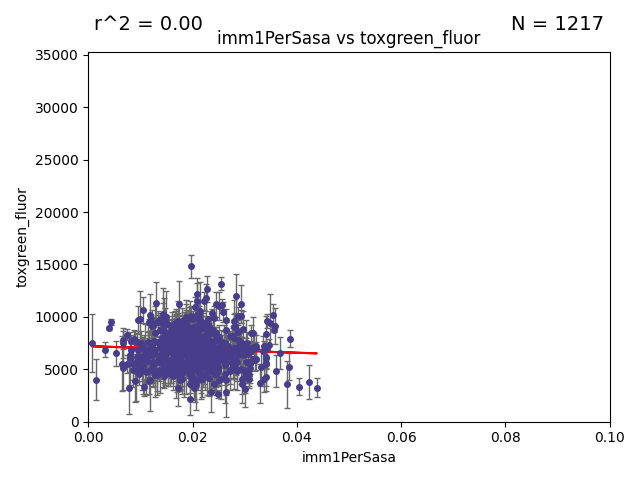 r^2 = 0.00
N = 1217
imm1PerSasa vs toxgreen_fluor
35000
30000
25000
20000
15000
10000
5000
0
toxgreen_fluor
0.00
0.02
0.04
0.06
0.08
0.10
imm1PerSasa